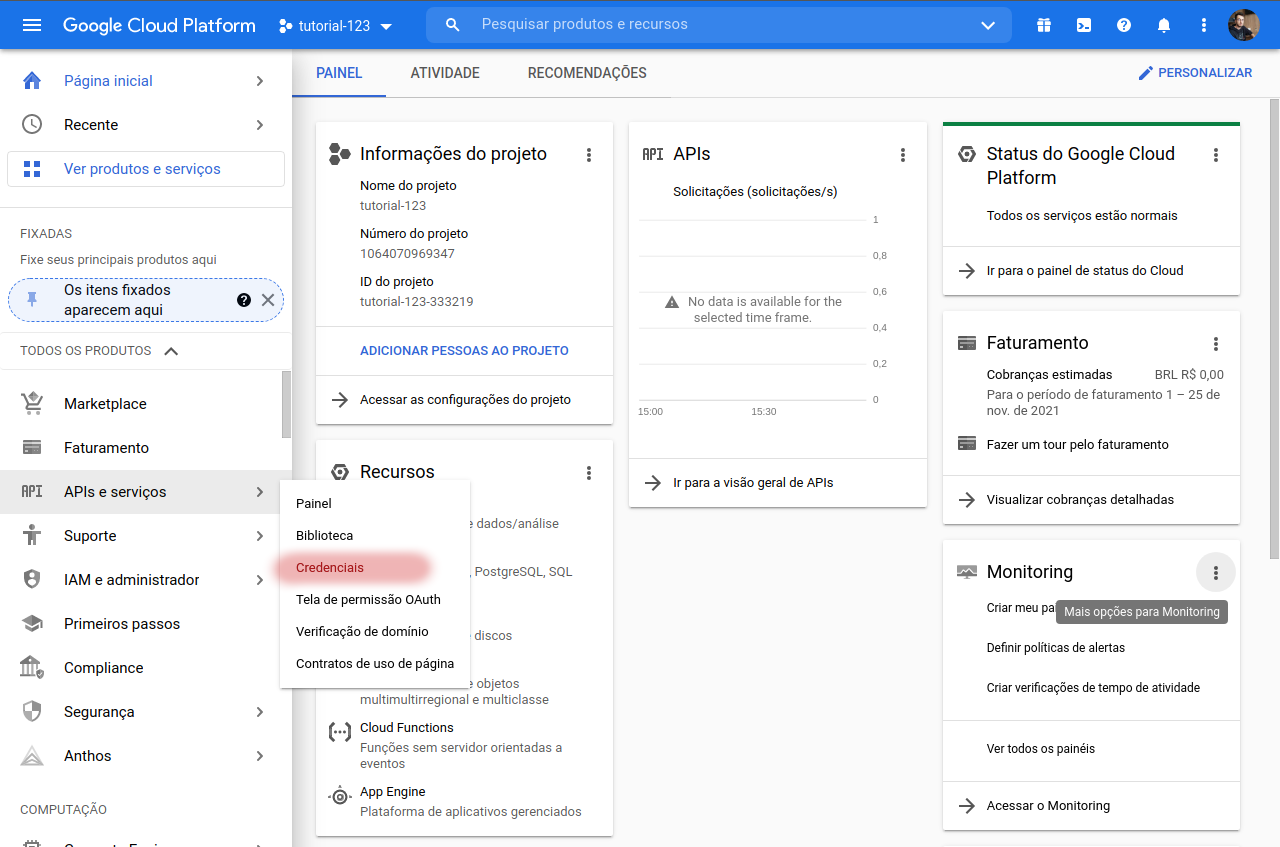 Google Cloud Platform
tutorial-123
Pesquisar produtos e recursos
Página inicial
Recente
Ver produtos e serviços
FIXADAS
Fixe seus principais produtos aqui
Os itens fixados
aparecem aqui
TODOS OS PRODUTOS
Marketplace
Faturamento
API
APIs e serviços
Suporte
IAM e administrador
Primeiros passos
Compliance
Segurança
Anthos
COMPUTAÇÃO
Painel
Biblioteca
Credenciais
Tela de permissão OAuth
Verificação de domínio
Contratos de uso de página
PAINEL
ATIVIDADE
RECOMENDAÇÕES
PERSONALIZAR
Informações do projeto
Nome do projeto
tutorial-123
Número do projeto
1064070969347
ID do projeto
tutorial-123-333219
ADICIONAR PESSOAS AO PROJETO
Acessar as configurações do projeto
Recursos
e dados/análise
, PostgreSQL, SQL
discos
e objetos
multimultirregional e multiclasse
Cloud Functions
Funções sem servidor orientadas a
eventos
App Engine
Plataforma de aplicativos gerenciados
API
APIs
Solicitações (solicitações/s)
1
0,8
0,6
No data is available for the
selected time frame.
0,4
0,2
0
15:00
15:30
Ir para a visão geral de APIs
Status do Google Cloud
Platform
Todos os serviços estão normais
Ir para o painel de status do Cloud
Faturamento
Cobranças estimadas
BRL R$ 0,00
Para o período de faturamento 1 – 25 de
nov. de 2021
Fazer um tour pelo faturamento
Visualizar cobranças detalhadas
Monitoring
Criar meu
Mais opções para Monitoring
Definir políticas de alertas
Criar verificações de tempo de atividade
Ver todos os painéis
Acessar o Monitoring